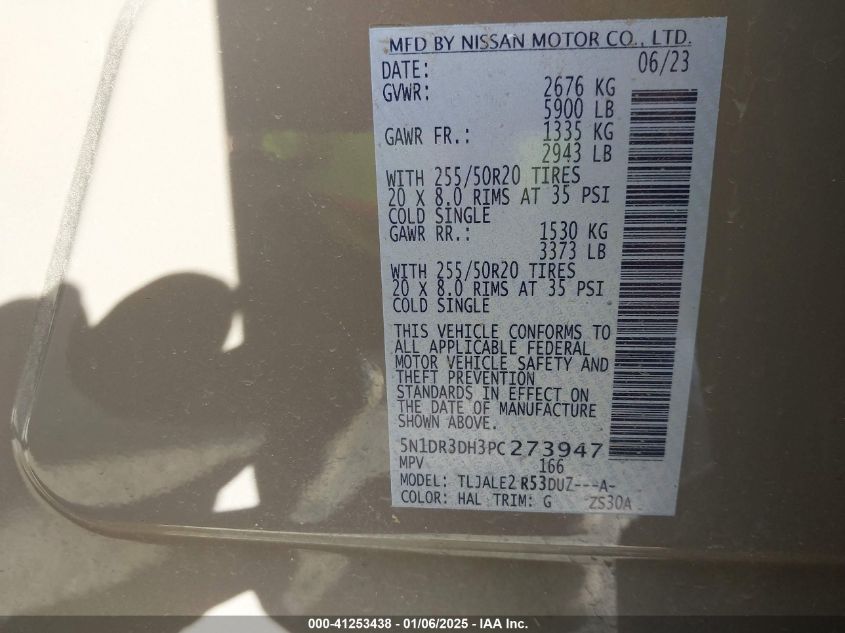 MFD BY NISSAN MOTOR CO., LTD.
DATE: 06/23
GVWR: 2676 KG
5900 LB
GAWR FR.: 1335 KG
2943 LB
WITH 255/50R20 TIRES
20 X 8.0 RIMS AT 35 PSI
COLD SINGLE
GAWR RR.: 1530 KG
3373 LB
WITH 255/50R20 TIRES
20 X 8.0 RIMS AT 35 PSI
COLD SINGLE
THIS VEHICLE CONFORMS TO
ALL APPLICABLE FEDERAL
MOTOR VEHICLE SAFETY AND
THEFT PREVENTION
STANDARDS IN EFFECT ON
THE DATE OF MANUFACTURE
SHOWN ABOVE.
5N1DR3DH3PC273947
MPV 166
MODEL: TLJALE2 R53DUZ---A-
COLOR: HAL TRIM: G ZS30A
000-41253438 - 01/06/2025 - IAA Inc.